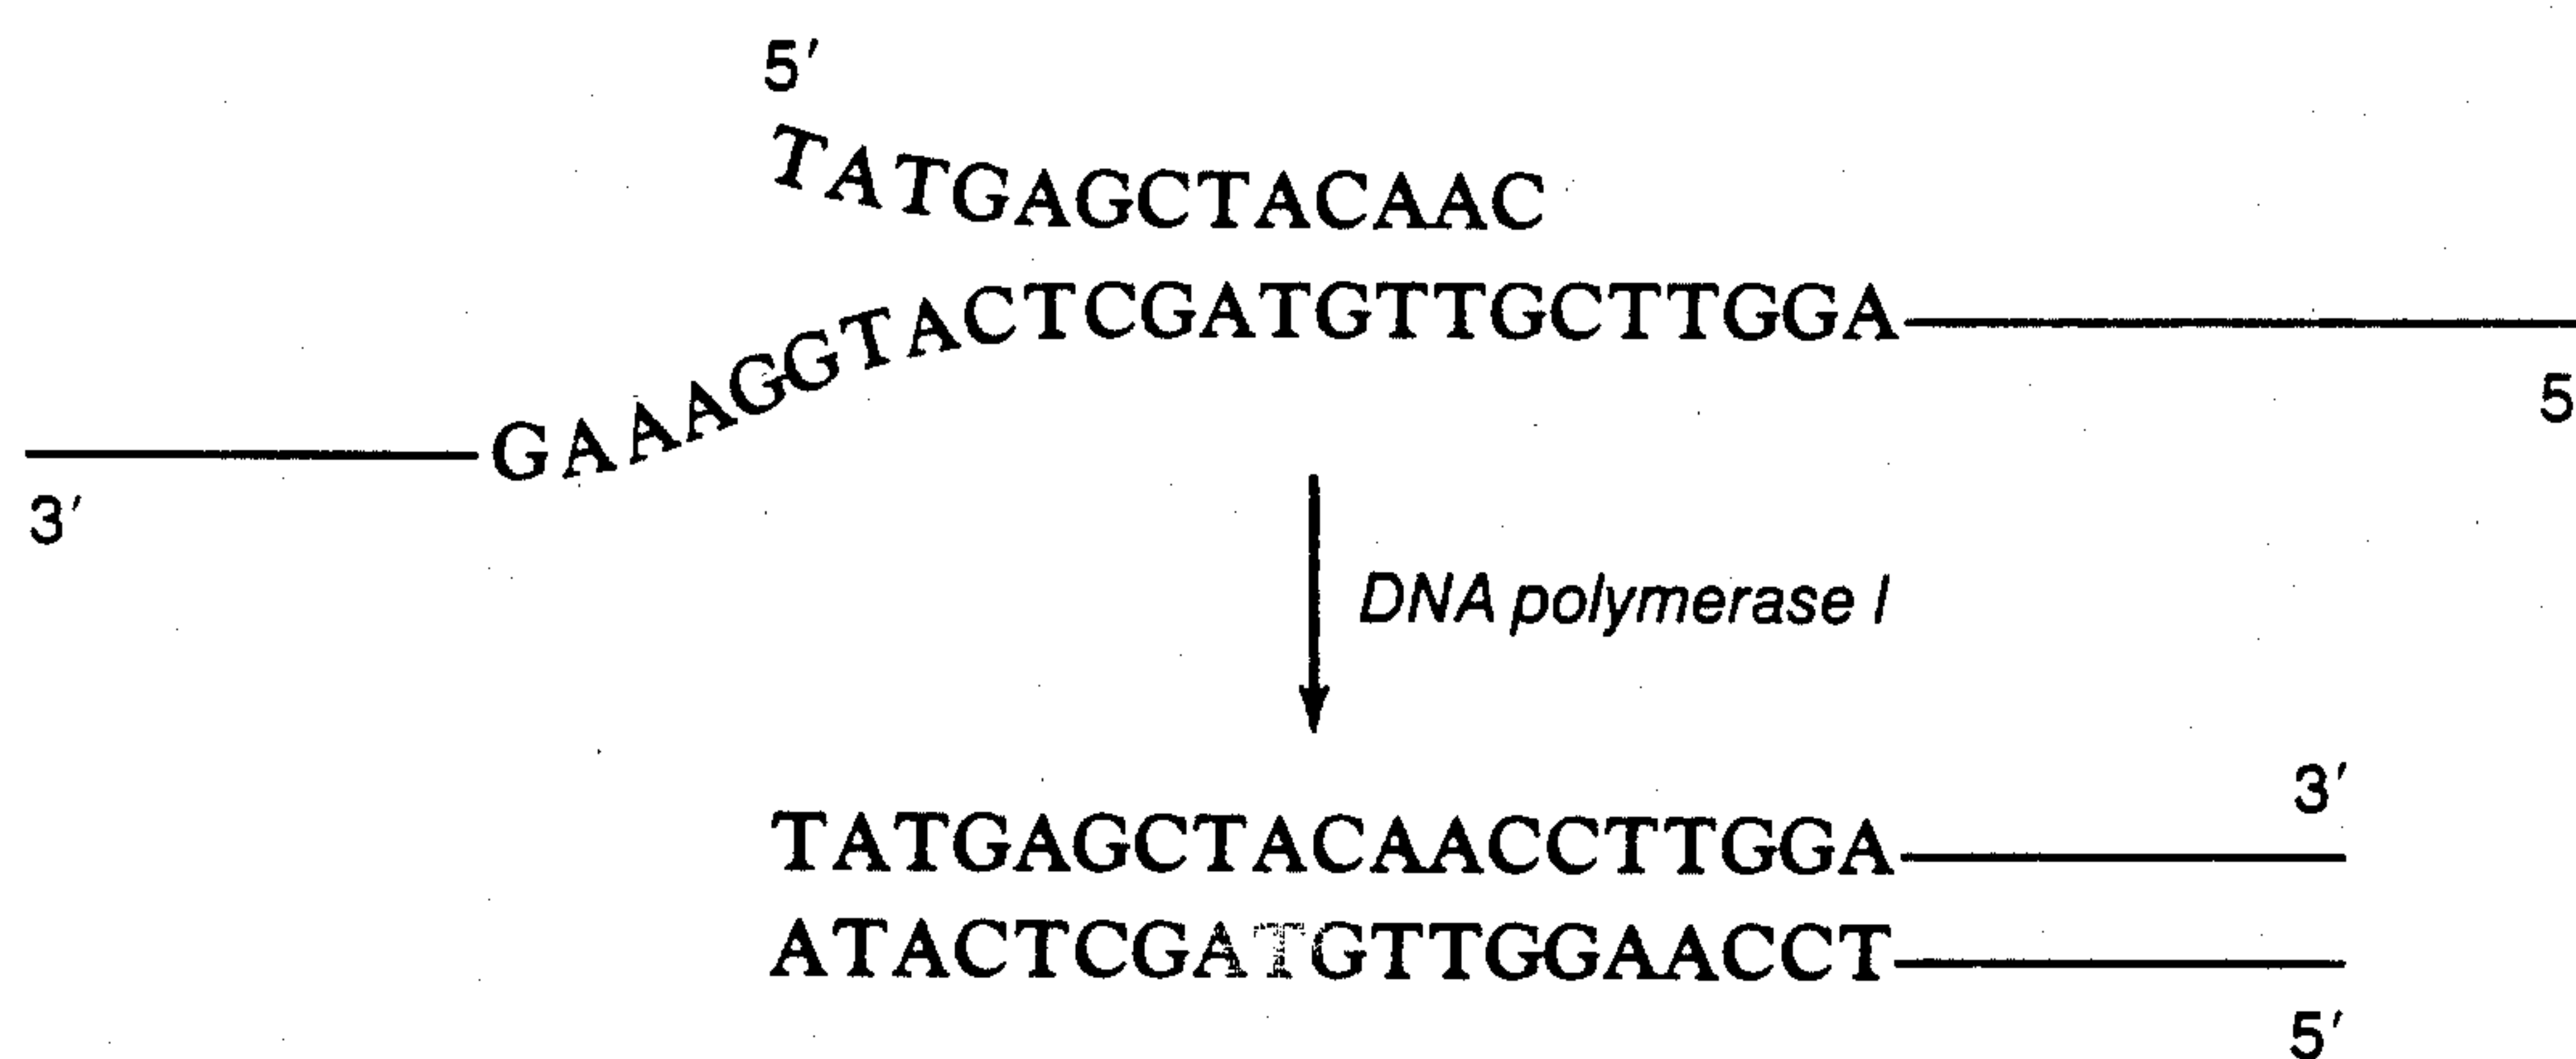 5′
TATGAGCTACAAC
GAAAGGTACTCGATGTTGCTTGGA
5
3′
DNA polymerase I
3′
TATGAGCTACAACCTTGGA
ATACTCGATGTTGGAACCT
5′